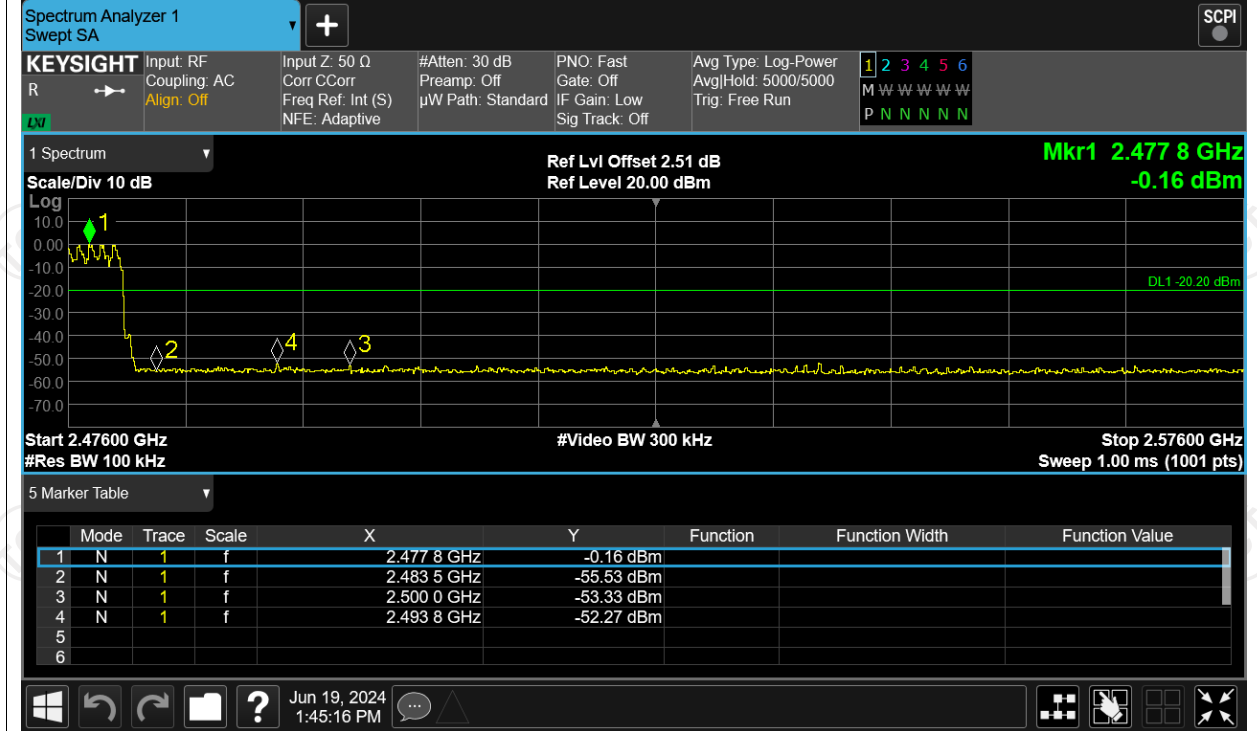 Spectrum Analyzer 1
Swept SA
SCPI
KEYSIGHT
R
LXI
Input: RF
Coupling: AC
Align: Off
Input Z: 50 Ω
Corr CCorr
Freq Ref: Int (S)
NFE: Adaptive
#Atten: 30 dB
Preamp: Off
µW Path: Standard
PNO: Fast
Gate: Off
IF Gain: Low
Sig Track: Off
Avg Type: Log-Power
Avg|Hold: 5000/5000
Trig: Free Run
1 2 3 4 5 6
M W W W W W
P N N N N N
1 Spectrum
Scale/Div 10 dB
Ref Lvl Offset 2.51 dB
Ref Level 20.00 dBm
Mkr1 2.477 8 GHz
-0.16 dBm
Log
10.0
0.00
-10.0
-20.0
-30.0
-40.0
-50.0
-60.0
-70.0
1
2
4
3
DL1 -20.20 dBm
Start 2.47600 GHz
#Res BW 100 kHz
#Video BW 300 kHz
Stop 2.57600 GHz
Sweep 1.00 ms (1001 pts)
5 Marker Table
Mode Trace Scale X Y Function Function Width Function Value
1 N 1 f 2.477 8 GHz -0.16 dBm
2 N 1 f 2.483 5 GHz -55.53 dBm
3 N 1 f 2.500 0 GHz -53.33 dBm
4 N 1 f 2.493 8 GHz -52.27 dBm
5
6
?
Jun 19, 2024
1:45:16 PM